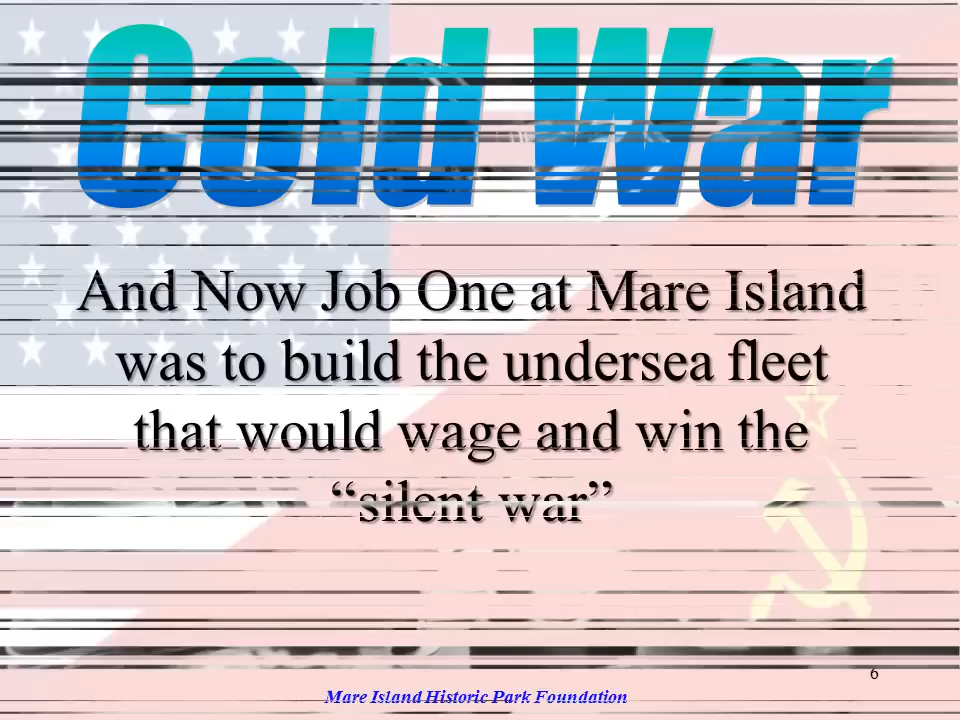 Cold War
And Now Job One at Mare Island
was to build the undersea fleet
that would wage and win the
“silent war”
6
Mare Island Historic Park Foundation